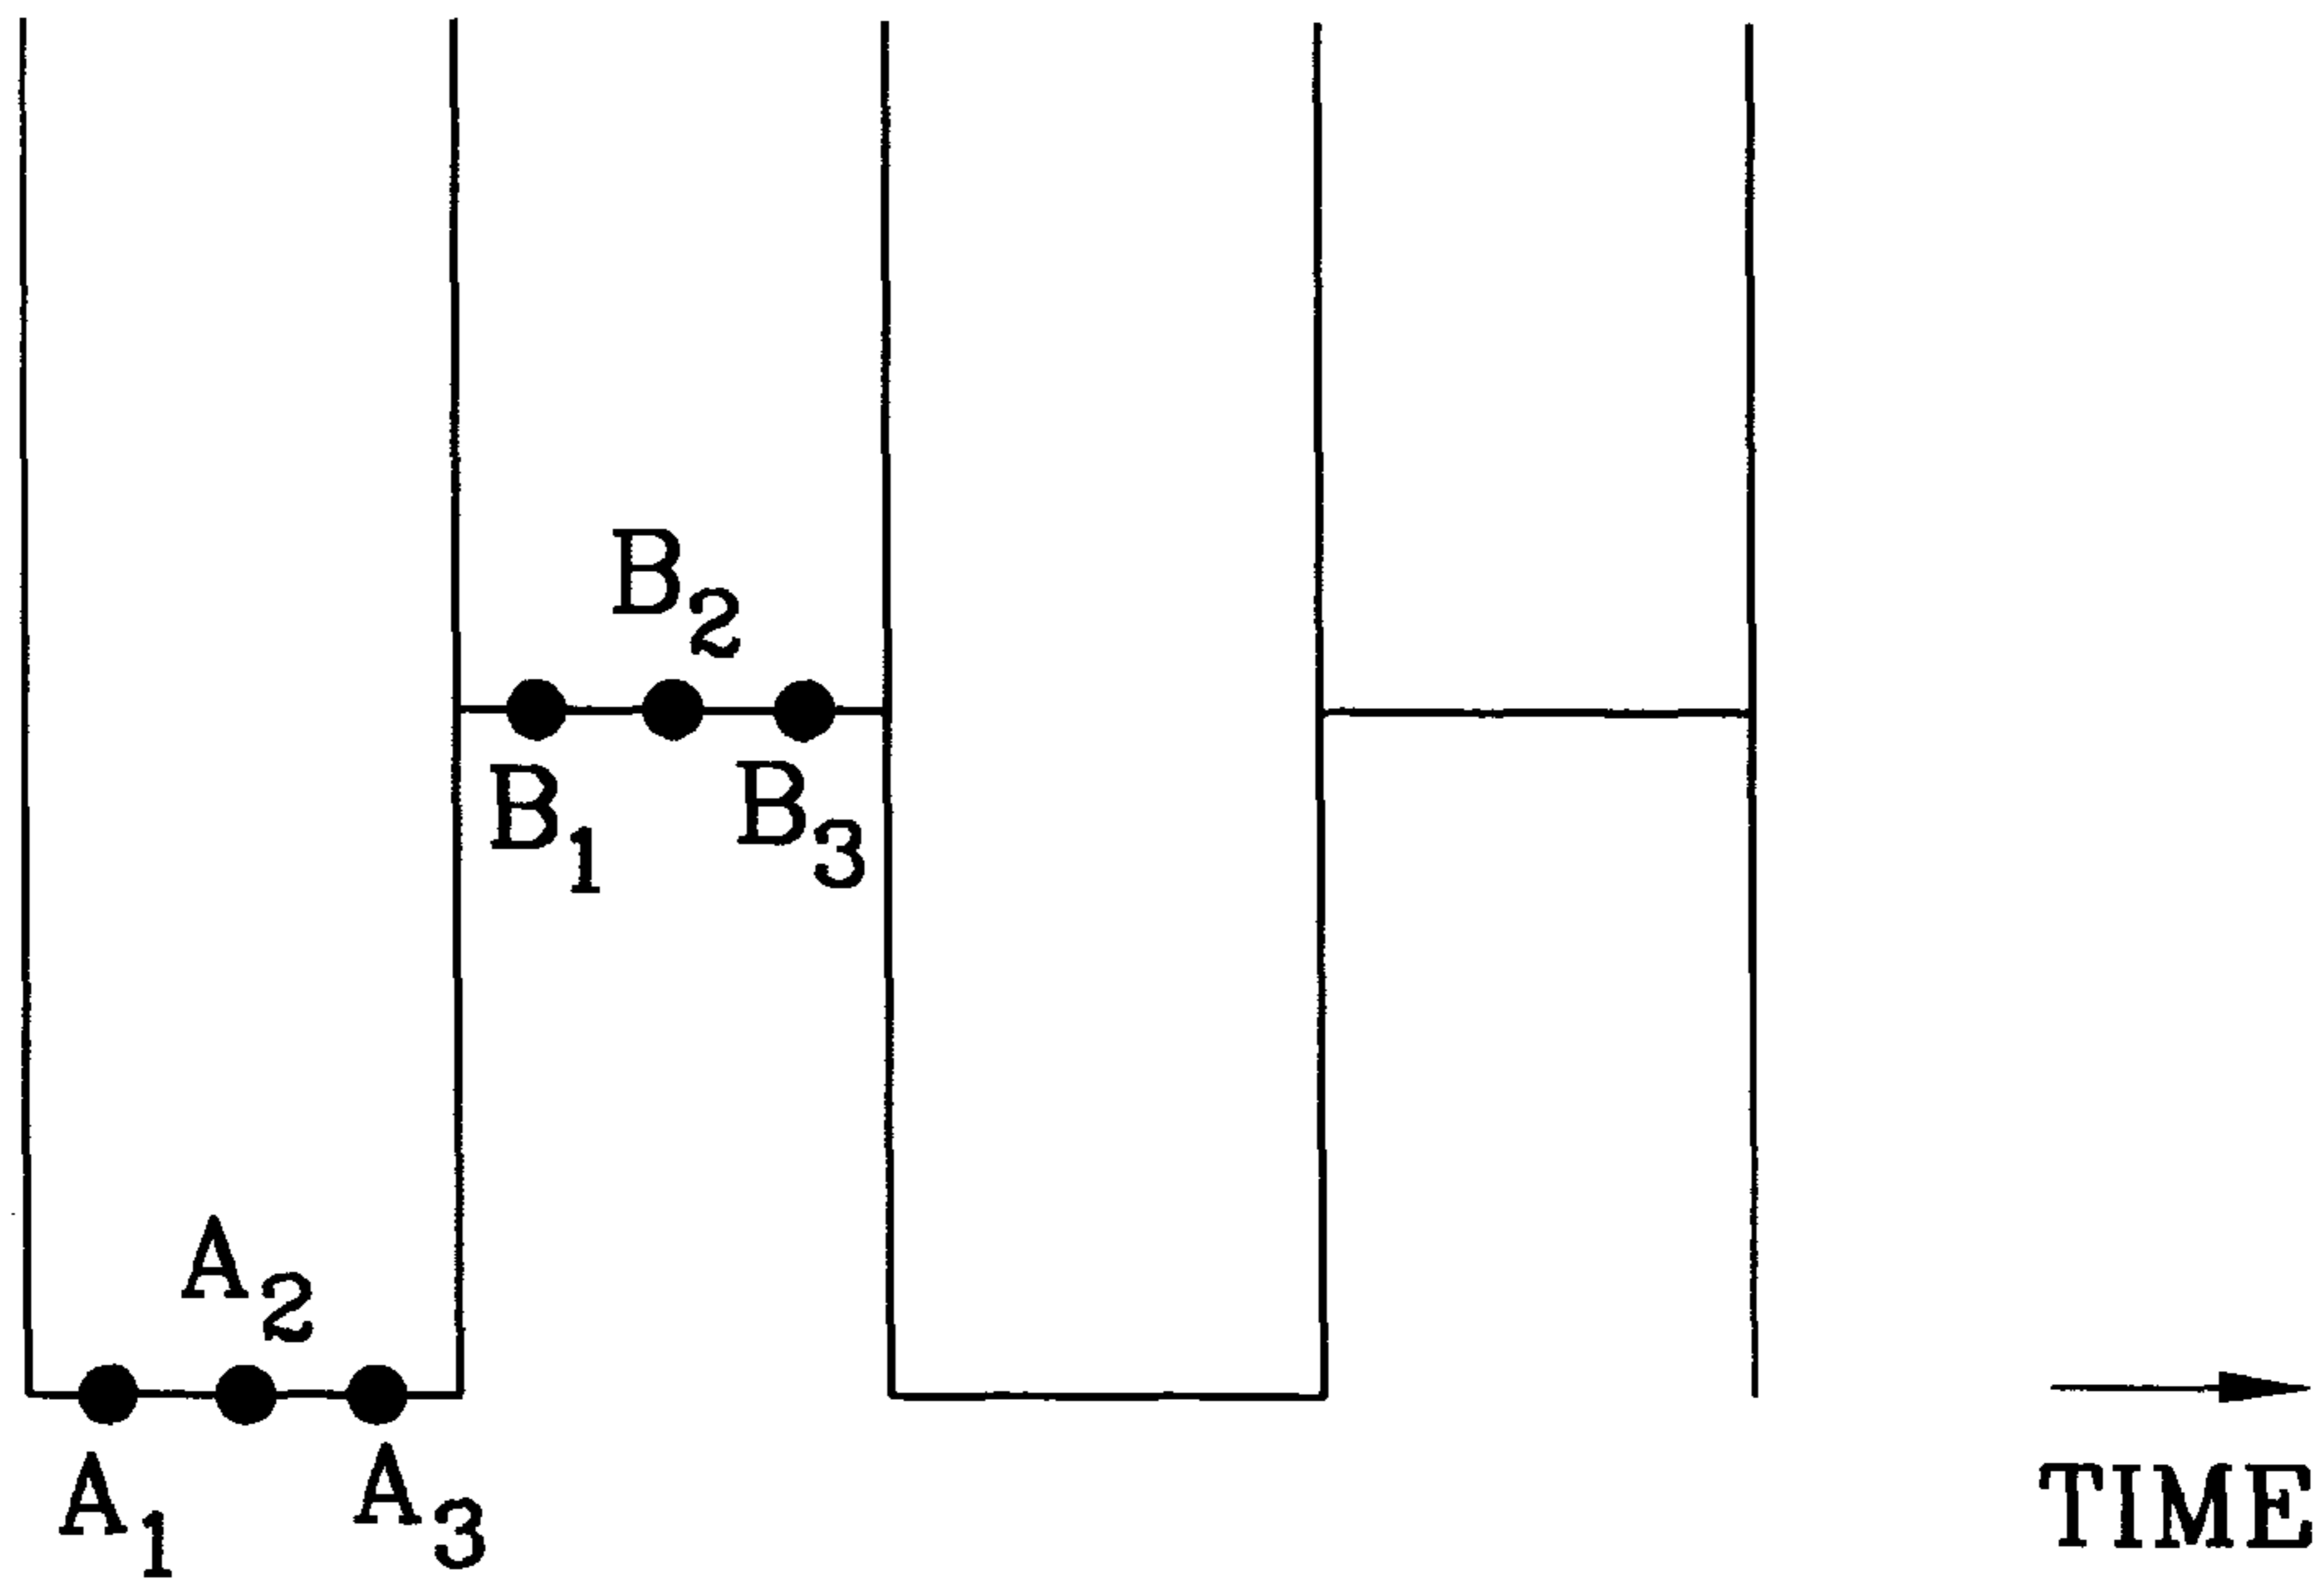 B₂
B₁ B₃
A₂
A₁ A₃
TIME